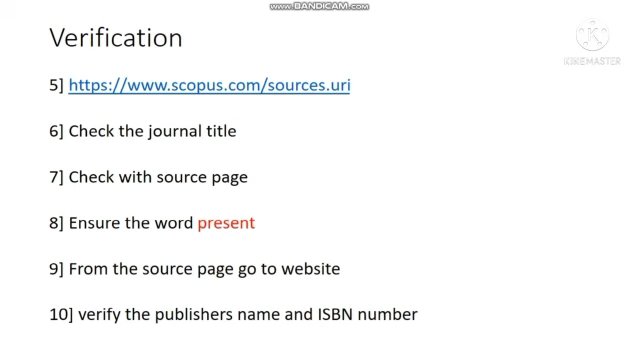 www.BANDICAM.com
Verification
KINEMASTER
5] https://www.scopus.com/sources.uri
6] Check the journal title
7] Check with source page
8] Ensure the word present
9] From the source page go to website
10] verify the publishers name and ISBN number